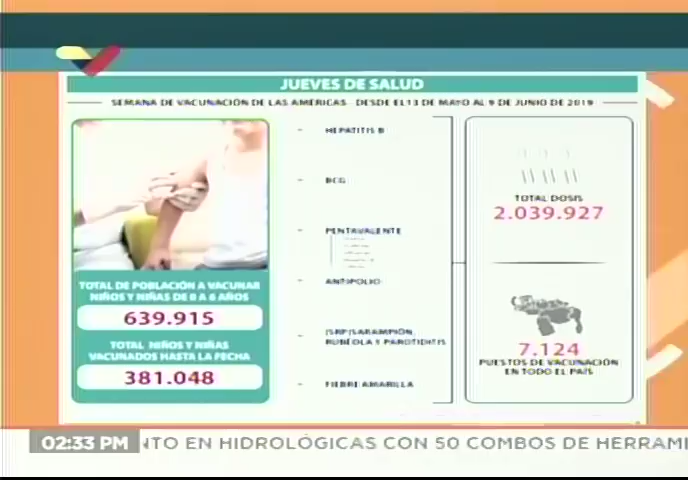 JUEVES DE SALUD
SEMANA DE VACUNACIÓN DE LAS AMÉRICAS DESDE EL 13 DE MAYO AL 9 DE JUNIO DE 2019
HEPATITIS B
BCG
PENTAVALENTE
ANTIPOLIO
(SRP) SARAMPIÓN,
RUBÉOLA Y PAROTIDITIS
FIEBRE AMARILLA
TOTAL DE POBLACIÓN A VACUNAR
NIÑOS Y NIÑAS DE 0 A 6 AÑOS
639.915
TOTAL NIÑOS Y NIÑAS
VACUNADOS HASTA LA FECHA
381.048
TOTAL DOSIS
2.039.927
7.124
PUESTOS DE VACUNACIÓN
EN TODO EL PAÍS
02:33 PM NTO EN HIDROLÓGICAS CON 50 COMBOS DE HERRAMI